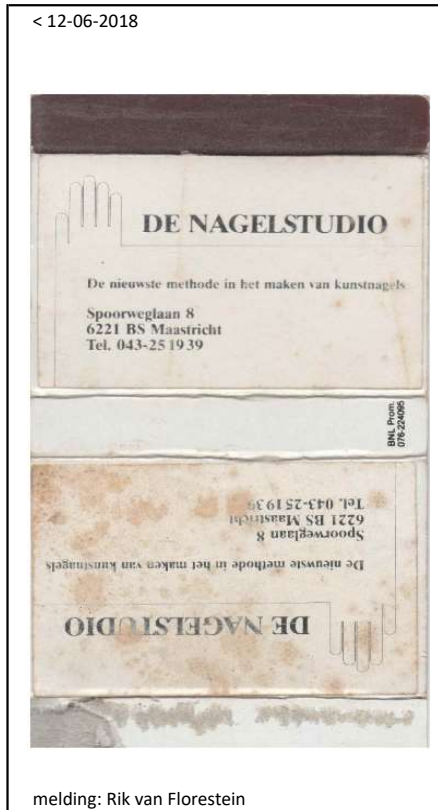 < 12-06-2018
DE NAGELSTUDIO
De nieuwste methode in het maken van kunstnagels
Spoorweglaan 8
6221 BS Maastricht
Tel. 043-25 19 39
BNL Prom.
076-224095
DE NAGELSTUDIO
De nieuwste methode in het maken van kunstnagels
Spoorweglaan 8
6221 BS Maastricht
Tel. 043-25 19 39
melding: Rik van Florestein